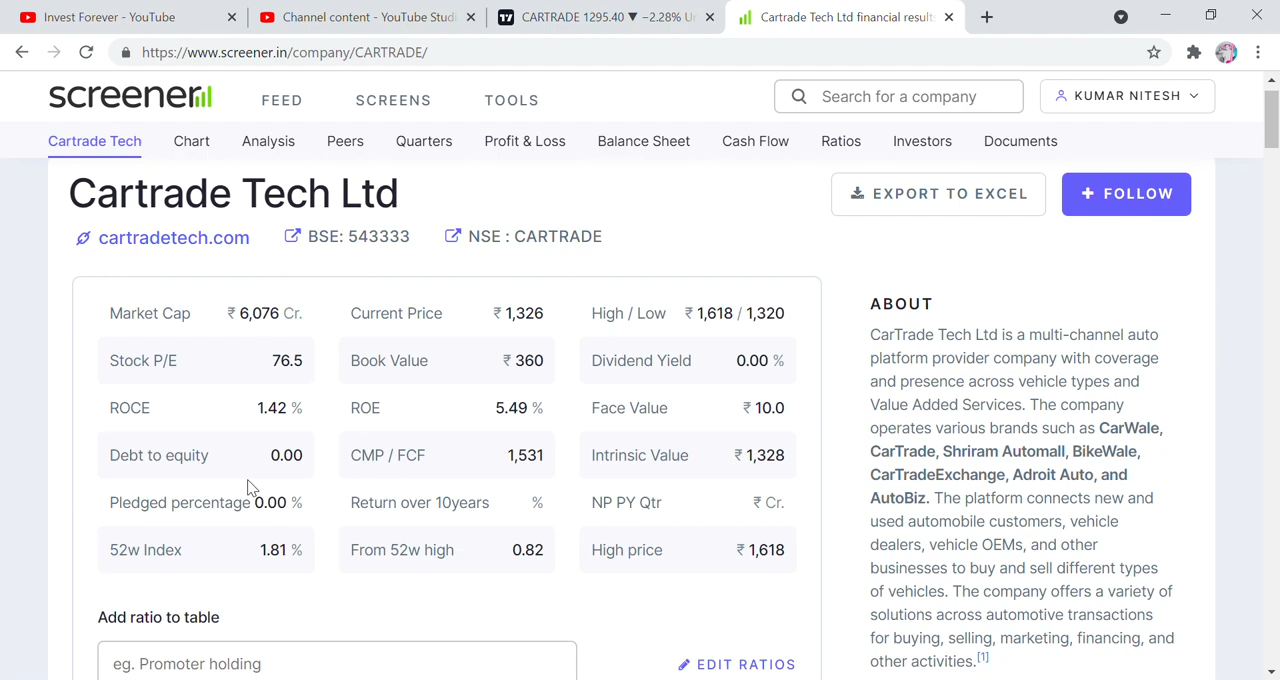 Invest Forever - YouTube
Channel content - YouTube Studi
CARTRADE 1295.40 ▼ −2.28% U
Cartrade Tech Ltd financial result
https://www.screener.in/company/CARTRADE/
screener
FEED
SCREENS
TOOLS
Search for a company
KUMAR NITESH
Cartrade Tech
Chart
Analysis
Peers
Quarters
Profit & Loss
Balance Sheet
Cash Flow
Ratios
Investors
Documents
Cartrade Tech Ltd
EXPORT TO EXCEL
+ FOLLOW
cartradetech.com
BSE: 543333
NSE : CARTRADE
Market Cap ₹ 6,076 Cr.
Current Price ₹ 1,326
High / Low ₹ 1,618 / 1,320
Stock P/E 76.5
Book Value ₹ 360
Dividend Yield 0.00 %
ROCE 1.42 %
ROE 5.49 %
Face Value ₹ 10.0
Debt to equity 0.00
CMP / FCF 1,531
Intrinsic Value ₹ 1,328
Pledged percentage 0.00 %
Return over 10years %
NP PY Qtr ₹ Cr.
52w Index 1.81 %
From 52w high 0.82
High price ₹ 1,618
Add ratio to table
eg. Promoter holding
EDIT RATIOS
ABOUT
CarTrade Tech Ltd is a multi-channel auto
platform provider company with coverage
and presence across vehicle types and
Value Added Services. The company
operates various brands such as CarWale,
CarTrade, Shriram Automall, BikeWale,
CarTradeExchange, Adroit Auto, and
AutoBiz. The platform connects new and
used automobile customers, vehicle
dealers, vehicle OEMs, and other
businesses to buy and sell different types
of vehicles. The company offers a variety of
solutions across automotive transactions
for buying, selling, marketing, financing, and
other activities.[1]